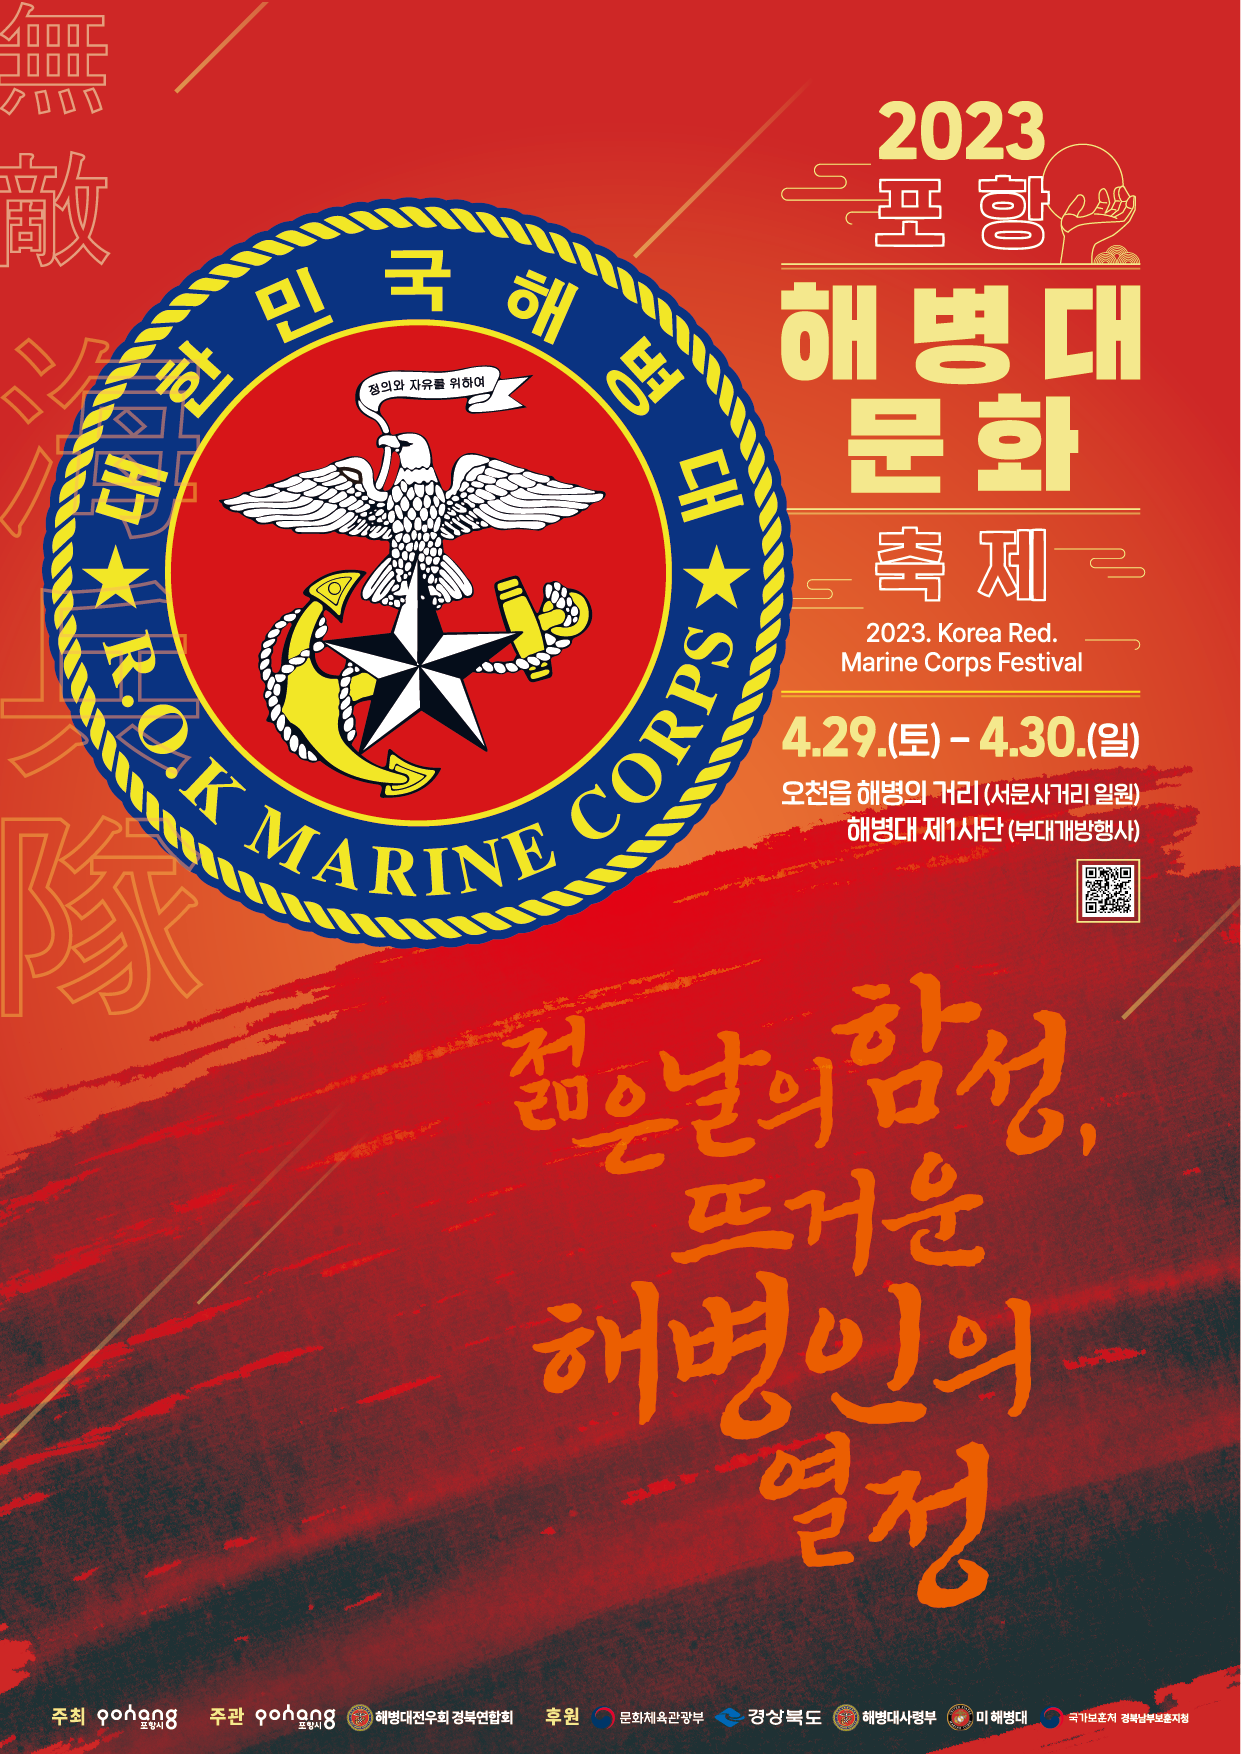 無
敵
海
兵
隊
대한민국해병대
정의와 자유를 위하여
R.O.K MARINE CORPS
2023
포항
해병대
문화
축제
2023. Korea Red.
Marine Corps Festival
4.29.(토) – 4.30.(일)
오천읍 해병의 거리 (서문사거리 일원)
해병대 제1사단 (부대개방행사)
젊은날의 함성,
뜨거운
해병인의
열정
주최 pohang 포항시 주관 pohang 포항시 해병대전우회 경북연합회 후원 문화체육관광부 경상북도 해병대사령부 미 해병대 국가보훈처 경북남부보훈지청